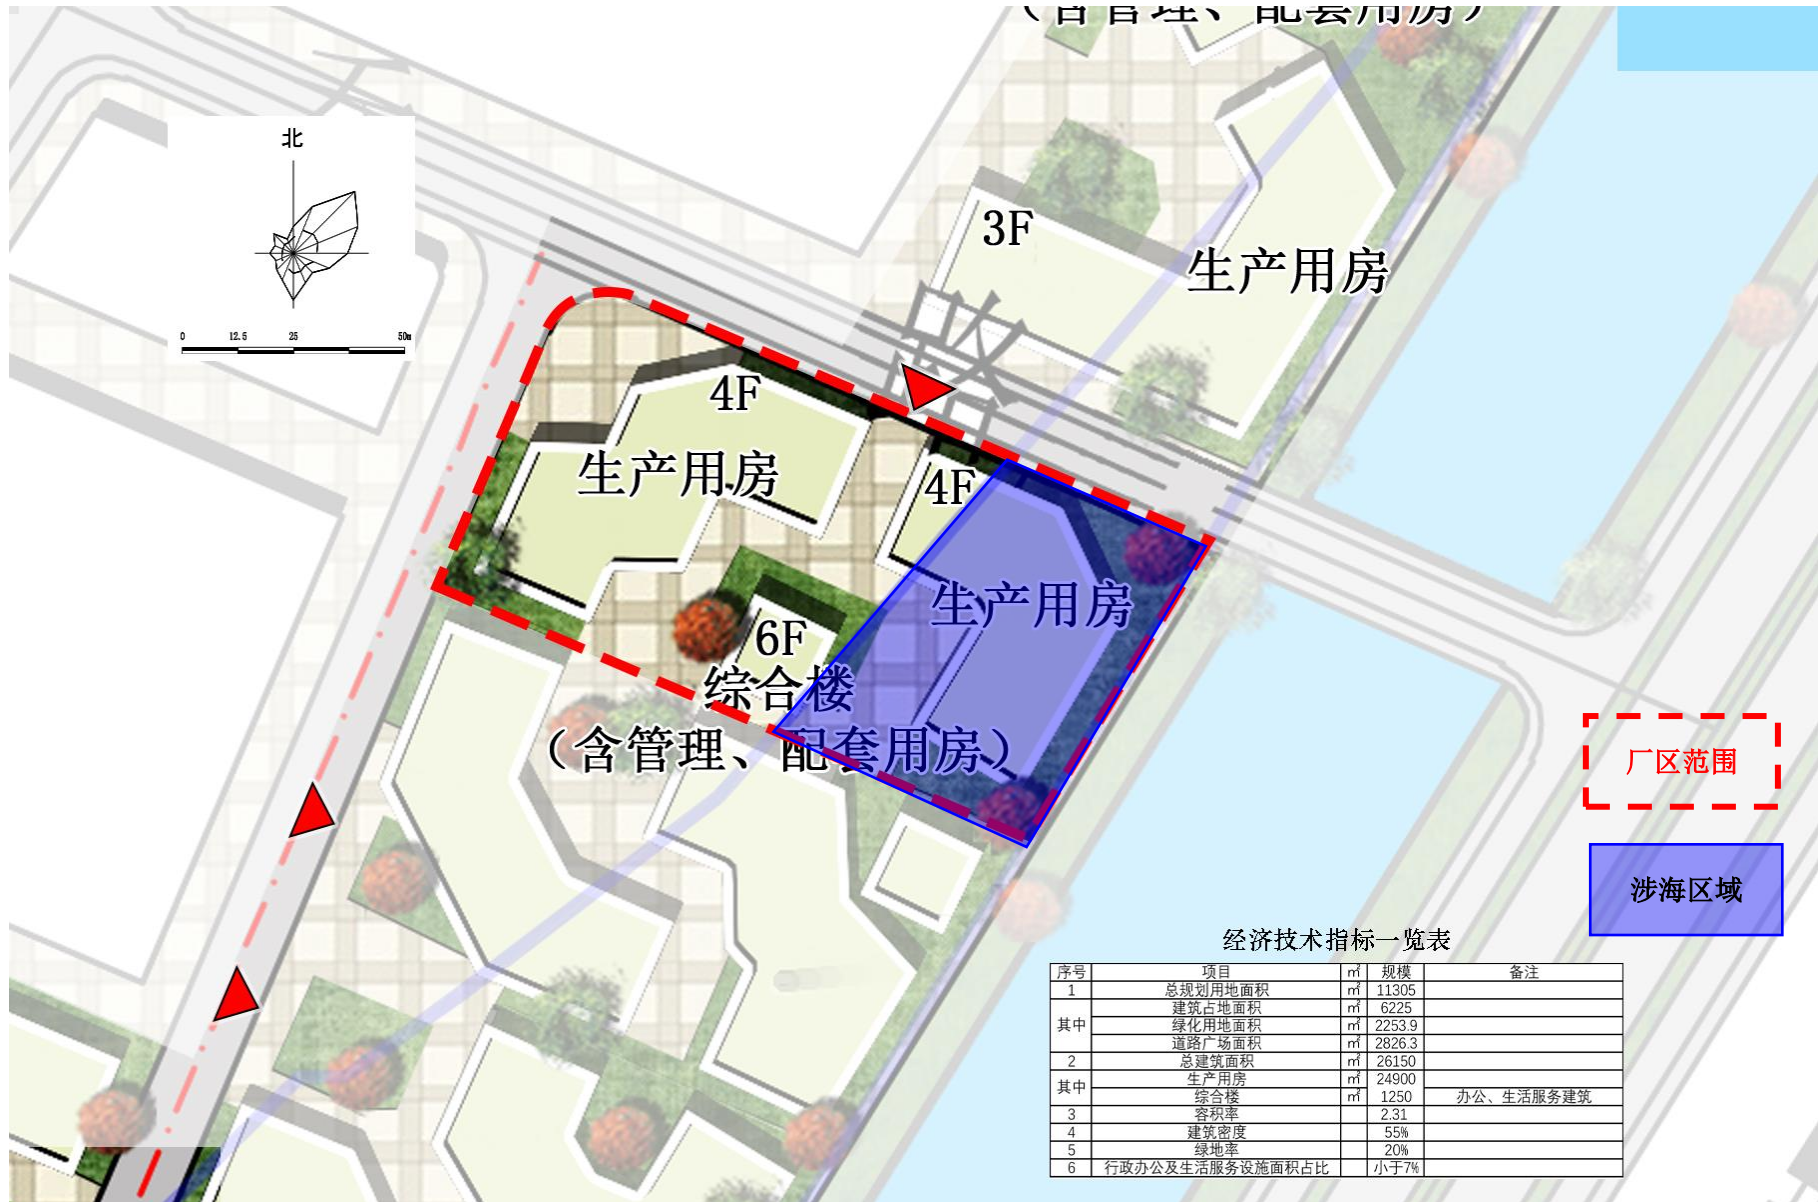 （含管理、配套用房）
北
0 12.5 25 50m
3F
生产用房
4F
生产用房
4F
生产用房
6F
综合楼
（含管理、配套用房）
厂区范围
涉海区域
经济技术指标一览表
序号 项目 ㎡ 规模 备注
1 总规划用地面积 ㎡ 11305
其中 建筑占地面积 ㎡ 6225
绿化用地面积 ㎡ 2253.9
道路广场面积 ㎡ 2826.3
2 总建筑面积 ㎡ 26150
其中 生产用房 ㎡ 24900
综合楼 ㎡ 1250 办公、生活服务建筑
3 容积率 2.31
4 建筑密度 55%
5 绿地率 20%
6 行政办公及生活服务设施面积占比 小于7%